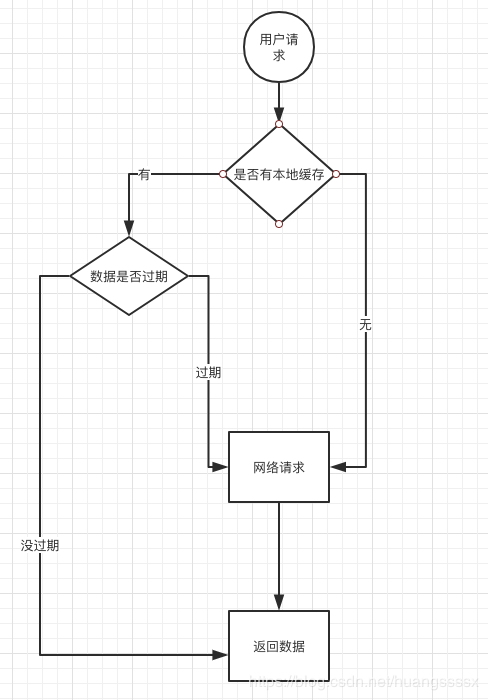 用户请
求
是否有本地缓存
有
数据是否过期
无
过期
网络请求
没过期
返回数据
https://blog.csdn.net/huangssssx